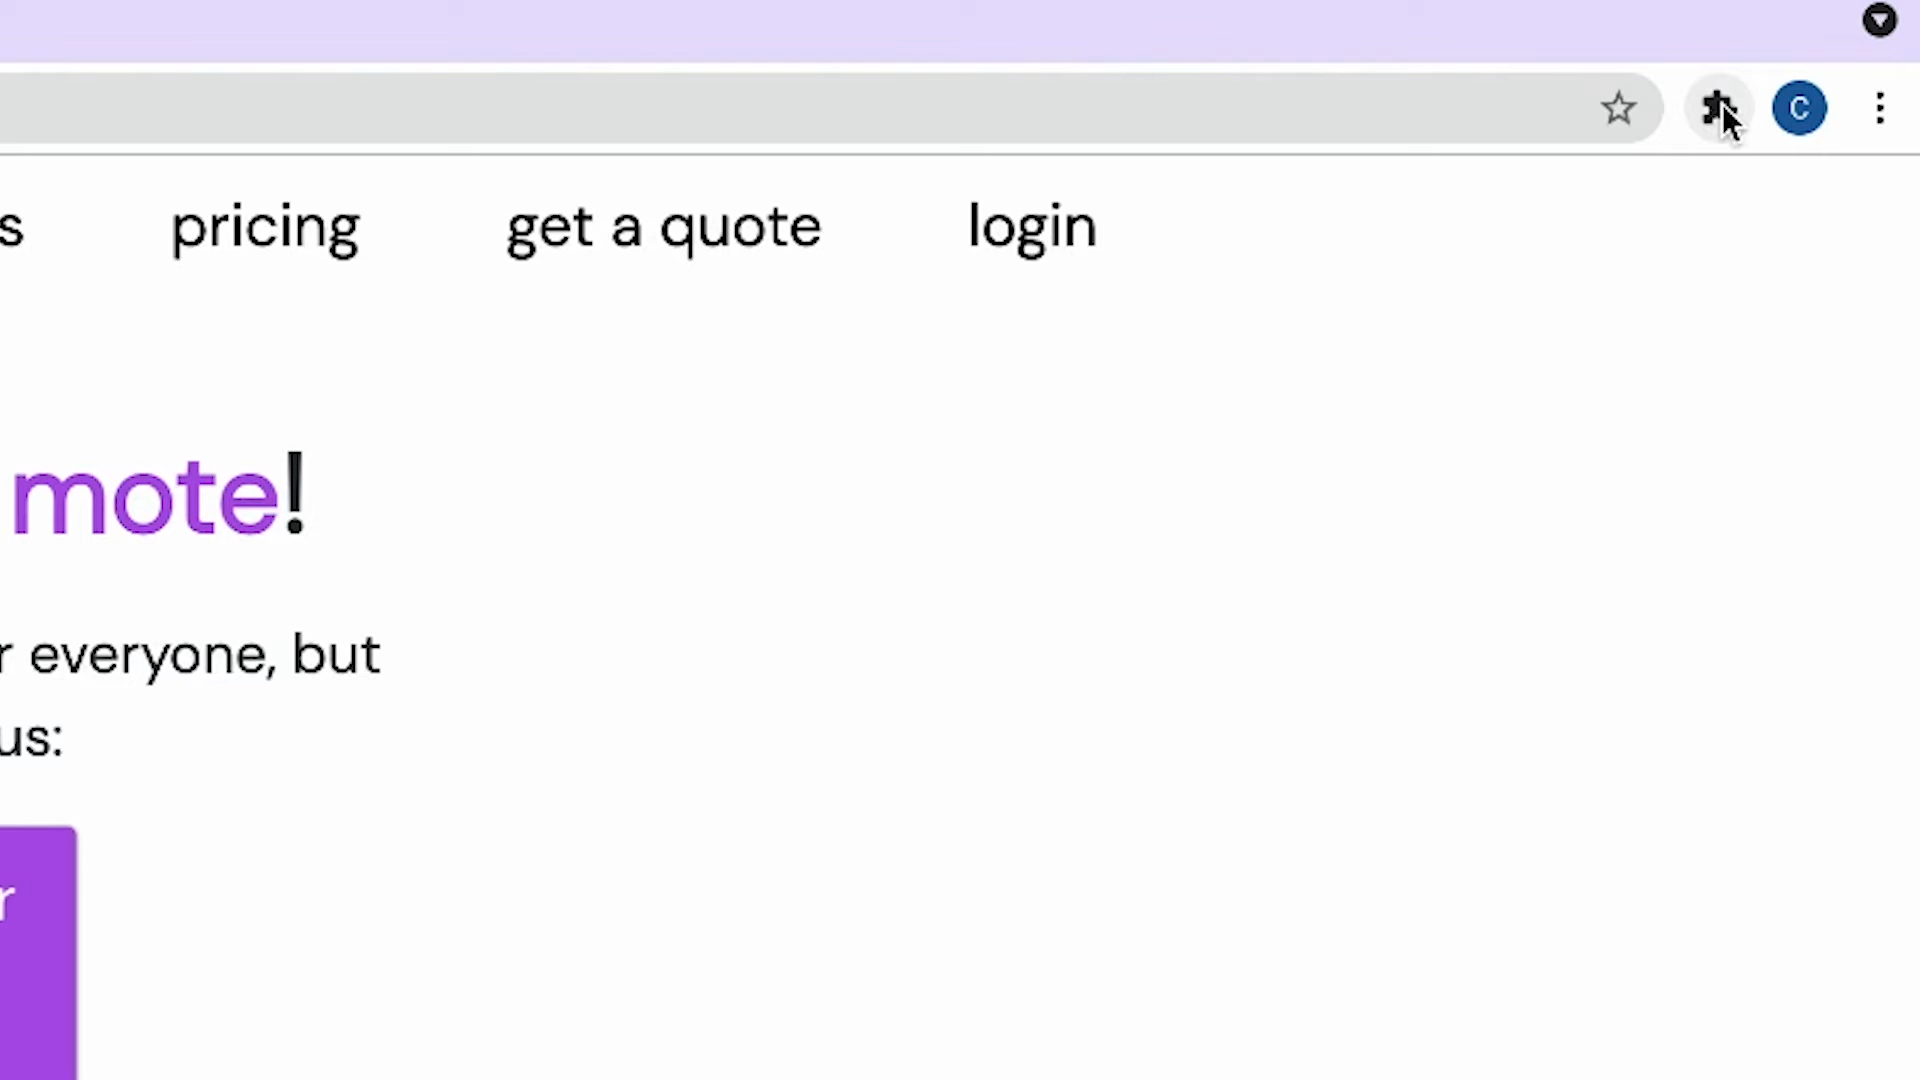 C
s pricing get a quote login
mote!
r everyone, but
us:
r